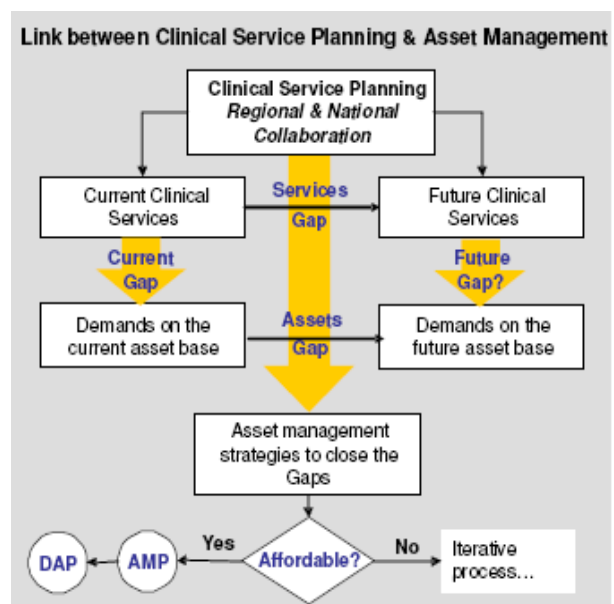 Link between Clinical Service Planning & Asset Management
Clinical Service Planning
Regional & National
Collaboration
Current Clinical
Services
Services
Gap
Future Clinical
Services
Current
Gap
Future
Gap?
Demands on the
current asset base
Assets
Gap
Demands on the
future asset base
Asset management
strategies to close the
Gaps
DAP
AMP
Yes
Affordable?
No
Iterative
process...